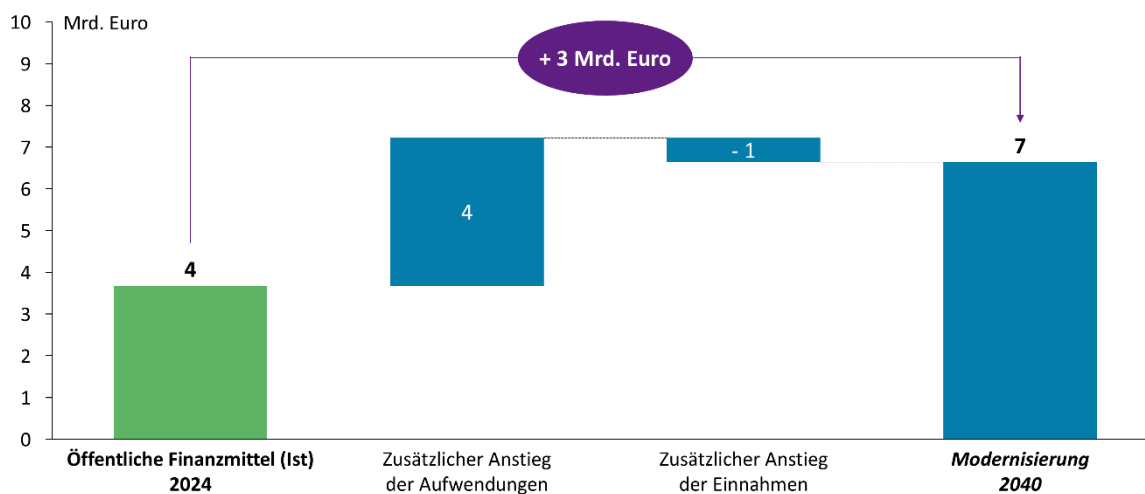 10 Mrd. Euro
9
8
7
6
5
4
3
2
1
0
+ 3 Mrd. Euro
4
4
- 1
7
Öffentliche Finanzmittel (Ist)
2024
Zusätzlicher Anstieg
der Aufwendungen
Zusätzlicher Anstieg
der Einnahmen
Modernisierung
2040